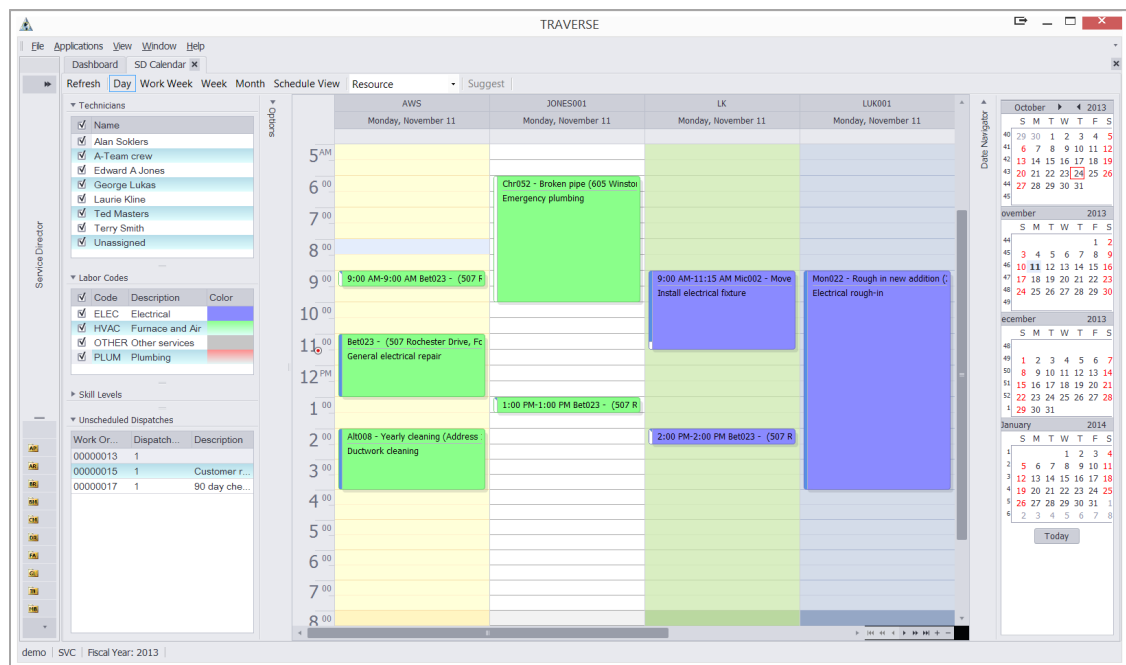 TRAVERSE
File Applications View Window Help
Dashboard SD Calendar
Refresh Day Work Week Week Month Schedule View Resource Suggest
Service Director
Technicians
Name
Alan Soklers
A-Team crew
Edward A Jones
George Lukas
Laurie Kline
Ted Masters
Terry Smith
Unassigned
Labor Codes
Code Description Color
ELEC Electrical
HVAC Furnace and Air
OTHER Other services
PLUM Plumbing
Skill Levels
Unscheduled Dispatches
Work Or... Dispatch... Description
00000013 1
00000015 1 Customer r...
00000017 1 90 day che...
Options
AWS JONES001 LK LUK001
Monday, November 11 Monday, November 11 Monday, November 11 Monday, November 11
5 AM
6 00
7 00
8 00
9 00
10 00
11 00
12 PM
1 00
2 00
3 00
4 00
5 00
6 00
7 00
8 00
9:00 AM-9:00 AM Bet023 - (507 R
Bet023 - (507 Rochester Drive, Fc
General electrical repair
Alt008 - Yearly cleaning (Address
Ductwork cleaning
Chr052 - Broken pipe (605 Winsto
Emergency plumbing
1:00 PM-1:00 PM Bet023 - (507 R
9:00 AM-11:15 AM Mic002 - Move
Install electrical fixture
2:00 PM-2:00 PM Bet023 - (507 R
Mon022 - Rough in new addition (
Electrical rough-in
Date Navigator
October 2013
S M T W T F S
40 29 30 1 2 3 4 5
41 6 7 8 9 10 11 12
42 13 14 15 16 17 18 19
43 20 21 22 23 24 25 26
44 27 28 29 30 31
45
ovember 2013
S M T W T F S
44 1 2
45 3 4 5 6 7 8 9
46 10 11 12 13 14 15 16
47 17 18 19 20 21 22 23
48 24 25 26 27 28 29 30
49
ecember 2013
S M T W T F S
48
49 1 2 3 4 5 6 7
50 8 9 10 11 12 13 14
51 15 16 17 18 19 20 21
52 22 23 24 25 26 27 28
1 29 30 31
January 2014
S M T W T F S
1 1 2 3 4
2 5 6 7 8 9 10 11
3 12 13 14 15 16 17 18
4 19 20 21 22 23 24 25
5 26 27 28 29 30 31 1
6 2 3 4 5 6 7 8
Today
AP
AR
BR
GL
demo SVC Fiscal Year: 2013